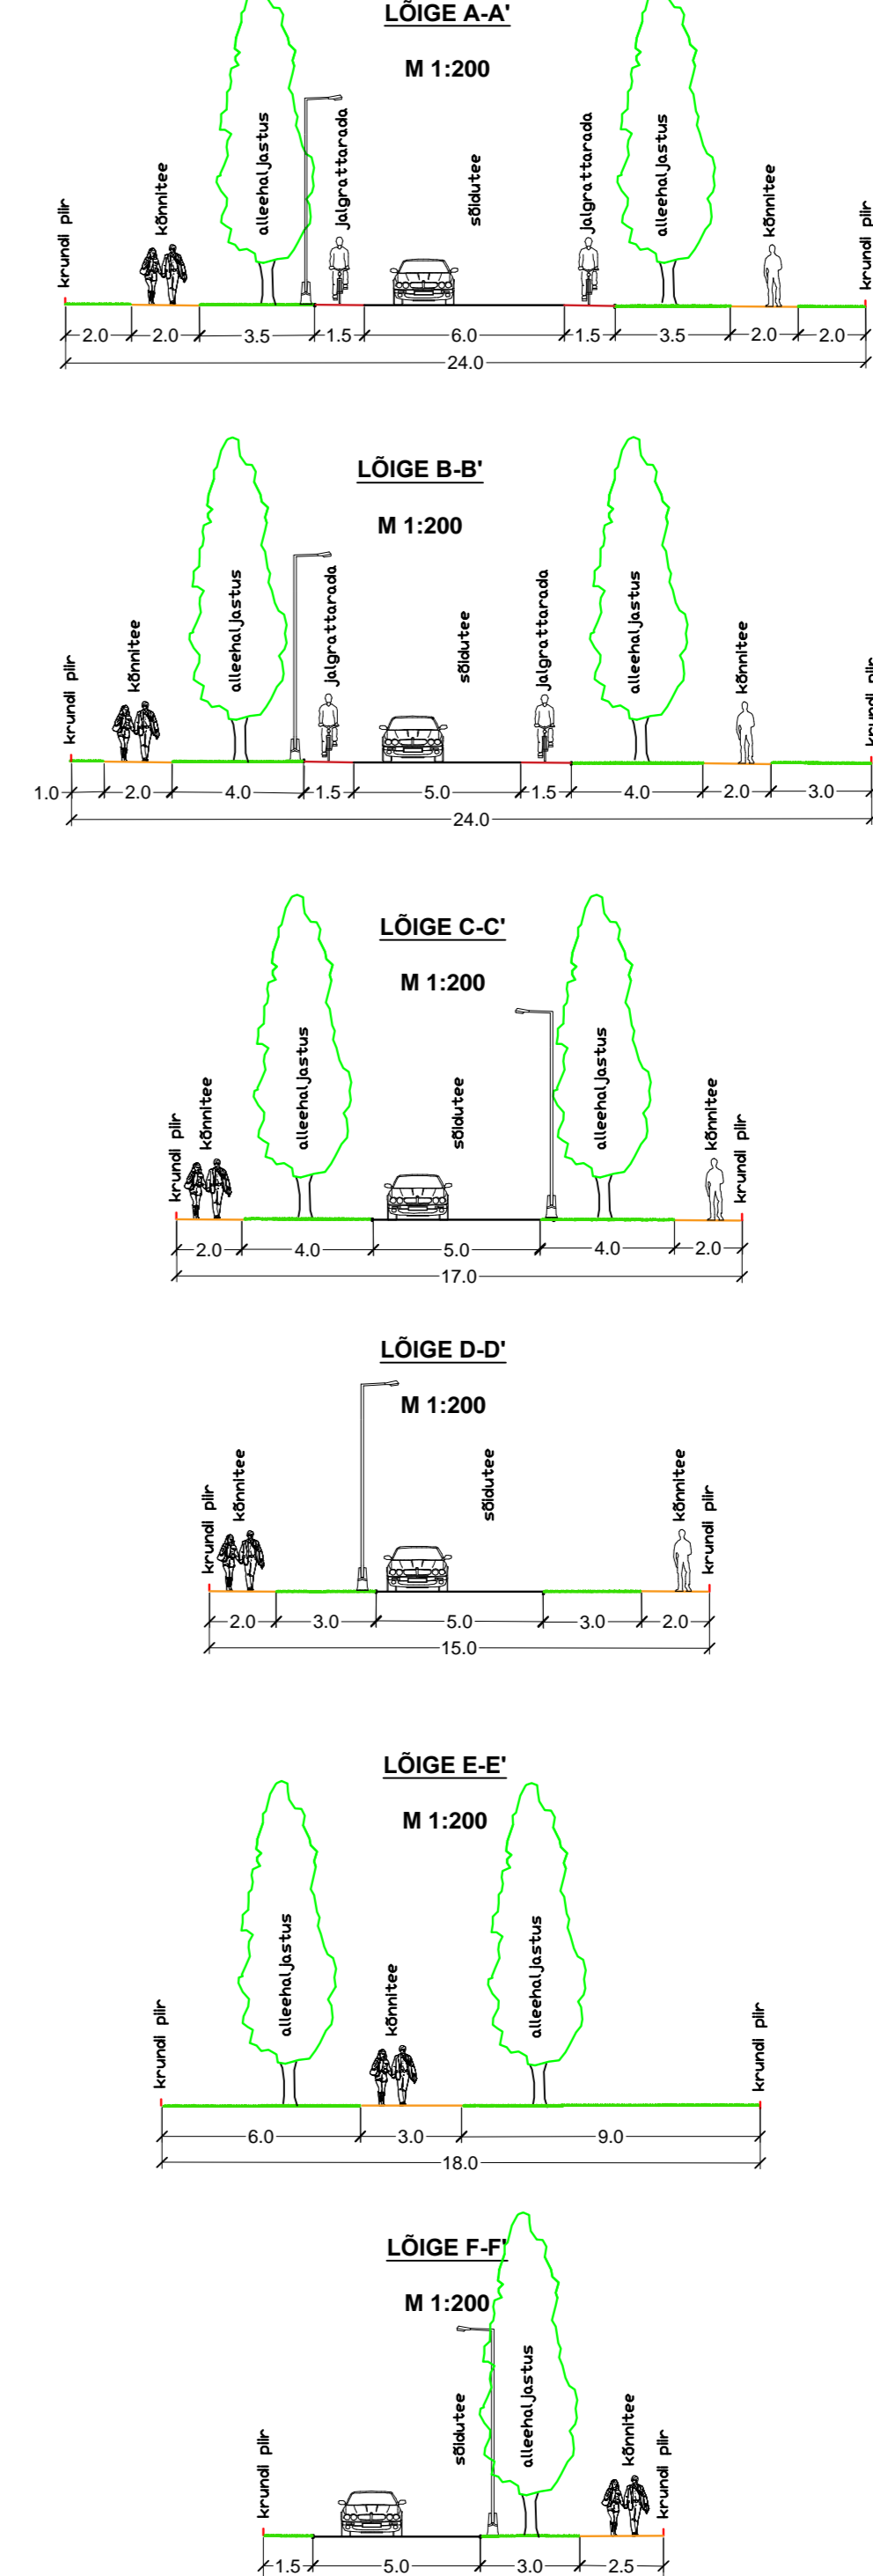 LÕIGE A-A'
M 1:200
krundi piir
kõnnitee
alleehaljastus
jalgrattarada
sõidutee
jalgrattarada
alleehaljastus
kõnnitee
krundi piir
2.0 2.0 3.5 1.5 6.0 1.5 3.5 2.0 2.0
24.0
LÕIGE B-B'
M 1:200
krundi piir
kõnnitee
alleehaljastus
jalgrattarada
sõidutee
jalgrattarada
alleehaljastus
kõnnitee
krundi piir
1.0 2.0 4.0 1.5 5.0 1.5 4.0 2.0 3.0
24.0
LÕIGE C-C'
M 1:200
krundi piir
kõnnitee
alleehaljastus
sõidutee
alleehaljastus
kõnnitee
krundi piir
2.0 4.0 5.0 4.0 2.0
17.0
LÕIGE D-D'
M 1:200
krundi piir
kõnnitee
sõidutee
kõnnitee
krundi piir
2.0 3.0 5.0 3.0 2.0
15.0
LÕIGE E-E'
M 1:200
krundi piir
alleehaljastus
kõnnitee
alleehaljastus
krundi piir
6.0 3.0 9.0
18.0
LÕIGE F-F'
M 1:200
krundi piir
sõidutee
alleehaljastus
kõnnitee
krundi piir
1.5 5.0 3.0 2.5